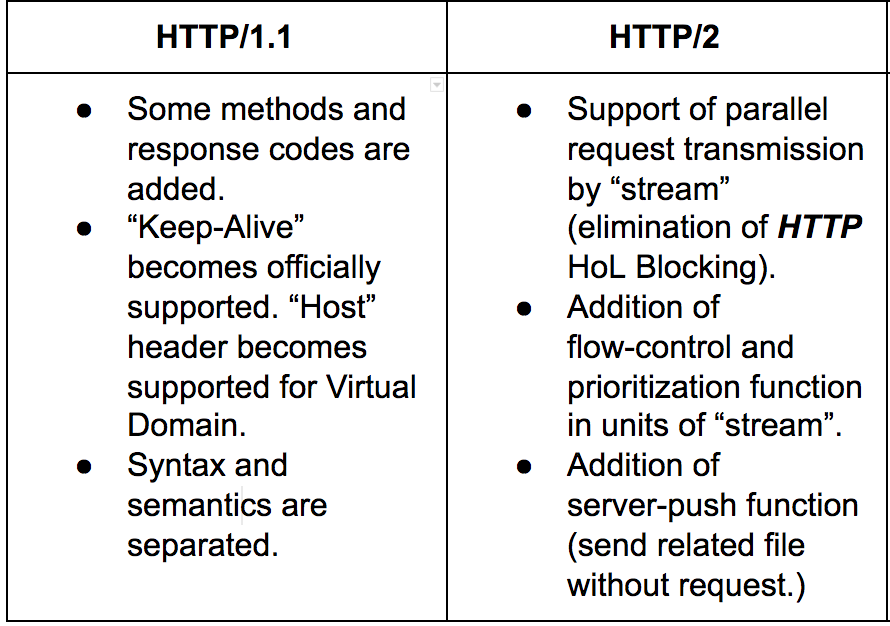 HTTP/1.1
● Some methods and
response codes are
added.
● “Keep-Alive”
becomes officially
supported. “Host”
header becomes
supported for Virtual
Domain.
● Syntax and
semantics are
separated.
HTTP/2
● Support of parallel
request transmission
by “stream”
(elimination of HTTP
HoL Blocking).
● Addition of
flow-control and
prioritization function
in units of “stream”.
● Addition of
server-push function
(send related file
without request.)